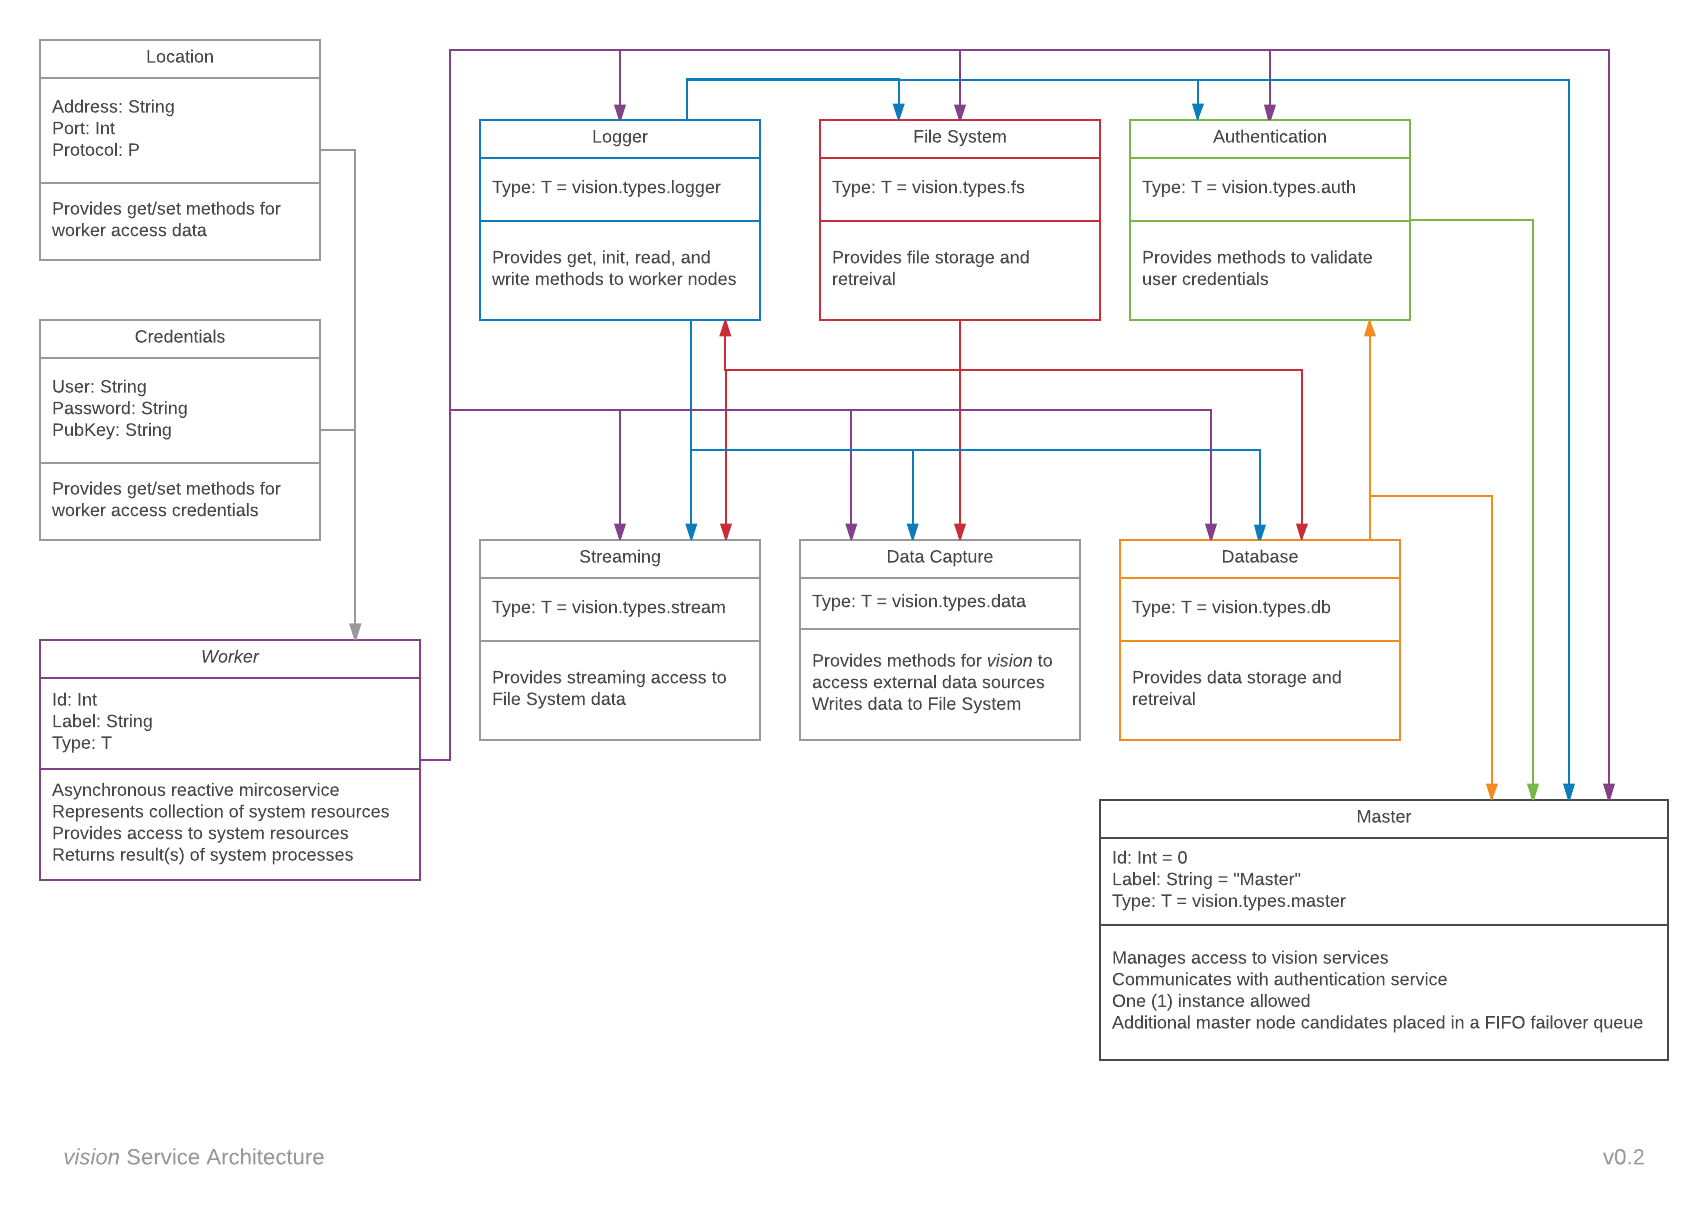 Location
Address: String
Port: Int
Protocol: P
Provides get/set methods for
worker access data
Credentials
User: String
Password: String
PubKey: String
Provides get/set methods for
worker access credentials
Worker
Id: Int
Label: String
Type: T
Asynchronous reactive mircoservice
Represents collection of system resources
Provides access to system resources
Returns result(s) of system processes
Logger
Type: T = vision.types.logger
Provides get, init, read, and
write methods to worker nodes
File System
Type: T = vision.types.fs
Provides file storage and
retreival
Authentication
Type: T = vision.types.auth
Provides methods to validate
user credentials
Streaming
Type: T = vision.types.stream
Provides streaming access to
File System data
Data Capture
Type: T = vision.types.data
Provides methods for vision to
access external data sources
Writes data to File System
Database
Type: T = vision.types.db
Provides data storage and
retreival
Master
Id: Int = 0
Label: String = "Master"
Type: T = vision.types.master
Manages access to vision services
Communicates with authentication service
One (1) instance allowed
Additional master node candidates placed in a FIFO failover queue
vision Service Architecture
v0.2